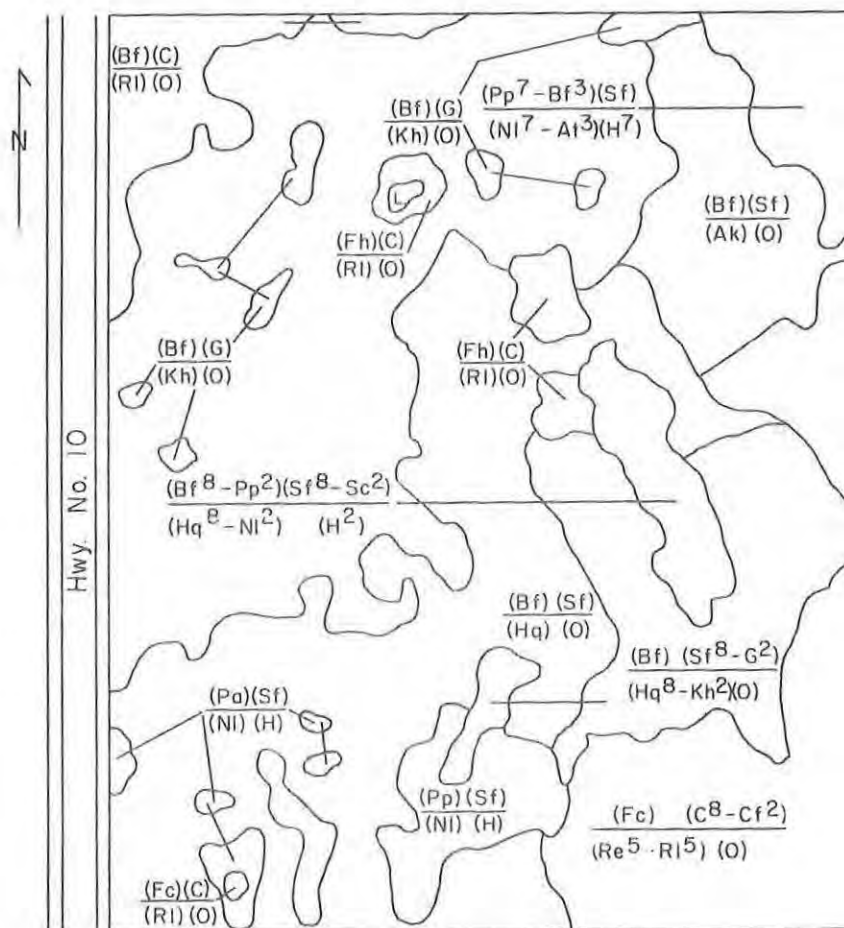 (Bf)(C)
(Rl)(O)
N
(Bf)(G)
(Kh)(O)
(Pp⁷-Bf³)(Sf)
(Nl⁷-At³)(H⁷)
(Bf)(Sf)
(Ak)(O)
L
(Fh)(C)
(Rl)(O)
(Bf)(G)
(Kh)(O)
(Fh)(C)
(Rl)(O)
Hwy. No. 10
(Bf⁸-Pp²)(Sf⁸-Sc²)
(Hq⁸-Nl²) (H²)
(Bf)(Sf)
(Hq)(O)
(Bf) (Sf⁸-G²)
(Hq⁸-Kh²)(O)
(Pa)(Sf)
(Nl)(H)
(Pp)(Sf)
(Nl)(H)
(Fc) (C⁸-Cf²)
(Re⁵-Rl⁵) (O)
(Fc)(C)
(Rl)(O)